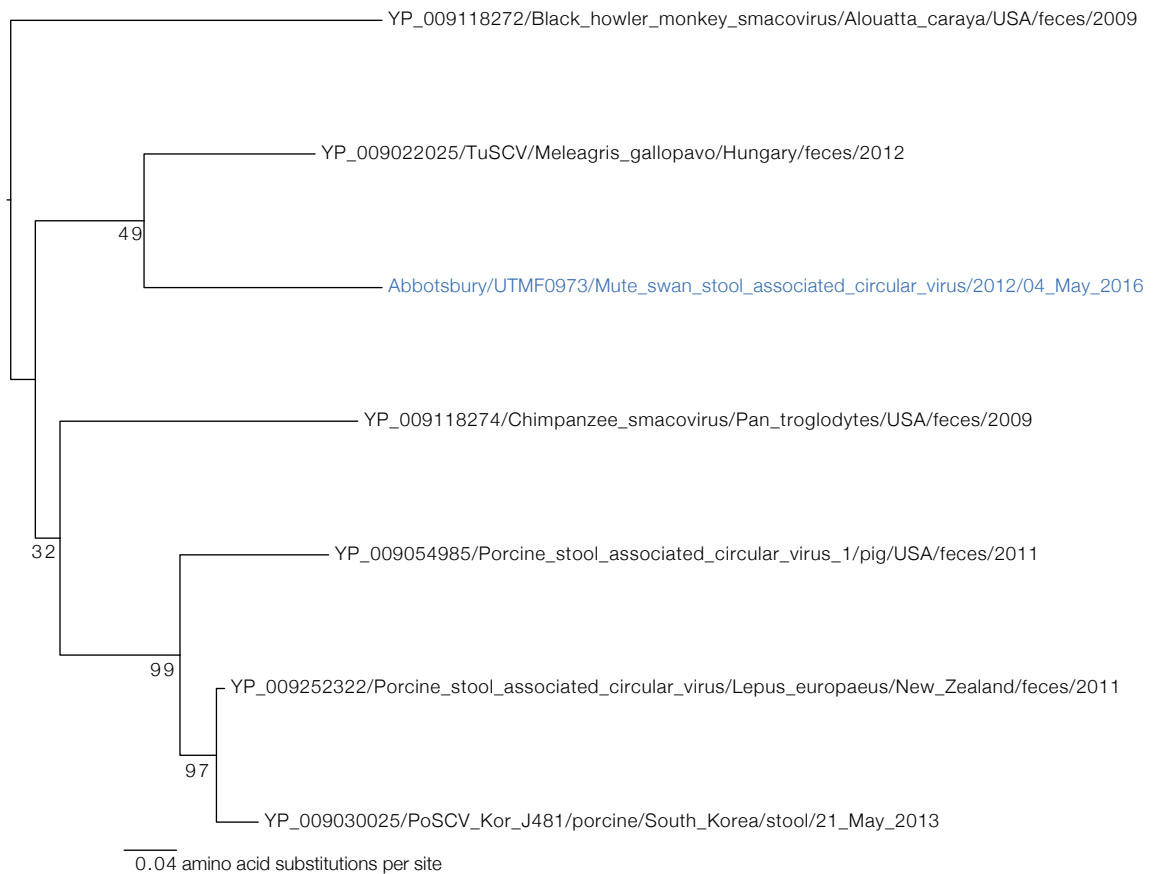 YP_009118272/Black_howler_monkey_smacovirus/Alouatta_caraya/USA/feces/2009
YP_009022025/TuSCV/Meleagris_gallopavo/Hungary/feces/2012
49
Abbotsbury/UTMF0973/Mute_swan_stool_associated_circular_virus/2012/04_May_2016
YP_009118274/Chimpanzee_smacovirus/Pan_troglodytes/USA/feces/2009
32
YP_009054985/Porcine_stool_associated_circular_virus_1/pig/USA/feces/2011
99
YP_009252322/Porcine_stool_associated_circular_virus/Lepus_europaeus/New_Zealand/feces/2011
97
YP_009030025/PoSCV_Kor_J481/porcine/South_Korea/stool/21_May_2013
0.04 amino acid substitutions per site